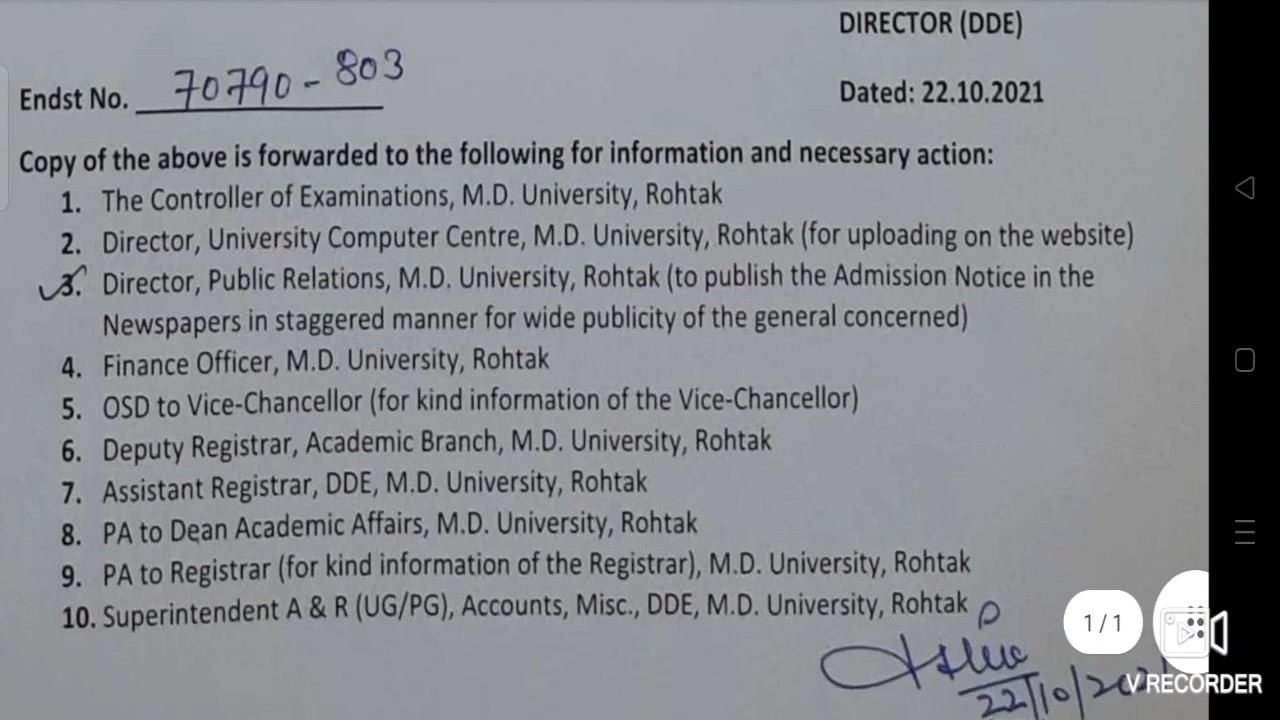 DIRECTOR (DDE)
Endst No. 70790-803
Dated: 22.10.2021
Copy of the above is forwarded to the following for information and necessary action:
1. The Controller of Examinations, M.D. University, Rohtak
2. Director, University Computer Centre, M.D. University, Rohtak (for uploading on the website)
3. Director, Public Relations, M.D. University, Rohtak (to publish the Admission Notice in the
Newspapers in staggered manner for wide publicity of the general concerned)
4. Finance Officer, M.D. University, Rohtak
5. OSD to Vice-Chancellor (for kind information of the Vice-Chancellor)
6. Deputy Registrar, Academic Branch, M.D. University, Rohtak
7. Assistant Registrar, DDE, M.D. University, Rohtak
8. PA to Dean Academic Affairs, M.D. University, Rohtak
9. PA to Registrar (for kind information of the Registrar), M.D. University, Rohtak
10. Superintendent A & R (UG/PG), Accounts, Misc., DDE, M.D. University, Rohtak
1/1
22/10/202
V RECORDER